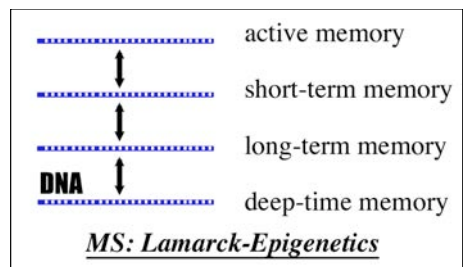 active memory
short-term memory
long-term memory
DNA
deep-time memory
MS: Lamarck-Epigenetics